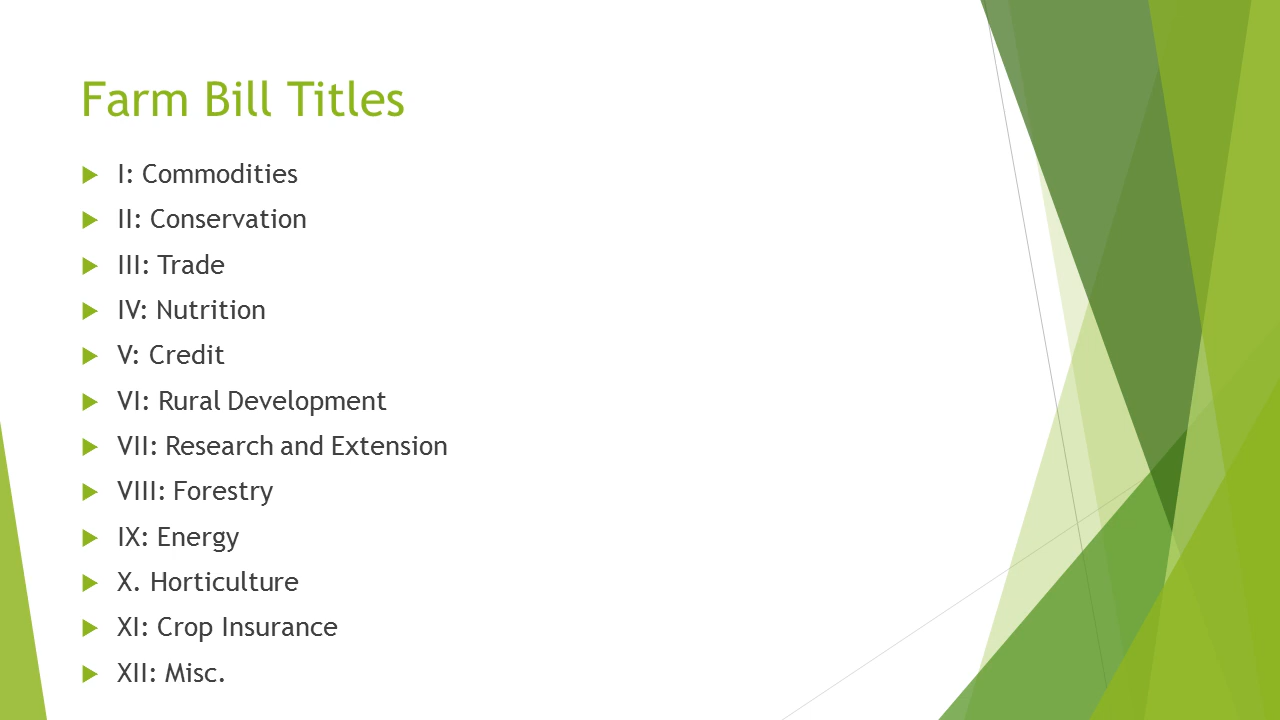 Farm Bill Titles
I: Commodities
II: Conservation
III: Trade
IV: Nutrition
V: Credit
VI: Rural Development
VII: Research and Extension
VIII: Forestry
IX: Energy
X. Horticulture
XI: Crop Insurance
XII: Misc.